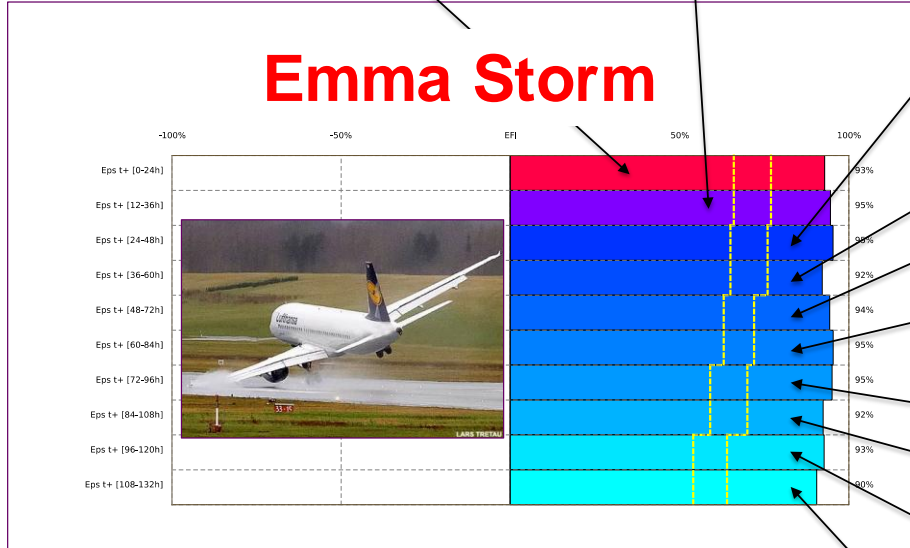 Emma Storm
-100% -50% EFI 50% 100%
Eps t+ [0-24h] 93%
Eps t+ [12-36h] 95%
Eps t+ [24-48h] 95%
Eps t+ [36-60h] 92%
Eps t+ [48-72h] 94%
Eps t+ [60-84h] 95%
Eps t+ [72-96h] 95%
Eps t+ [84-108h] 92%
Eps t+ [96-120h] 93%
Eps t+ [108-132h] 90%
Lufthansa
33-15
LARS TRETAU